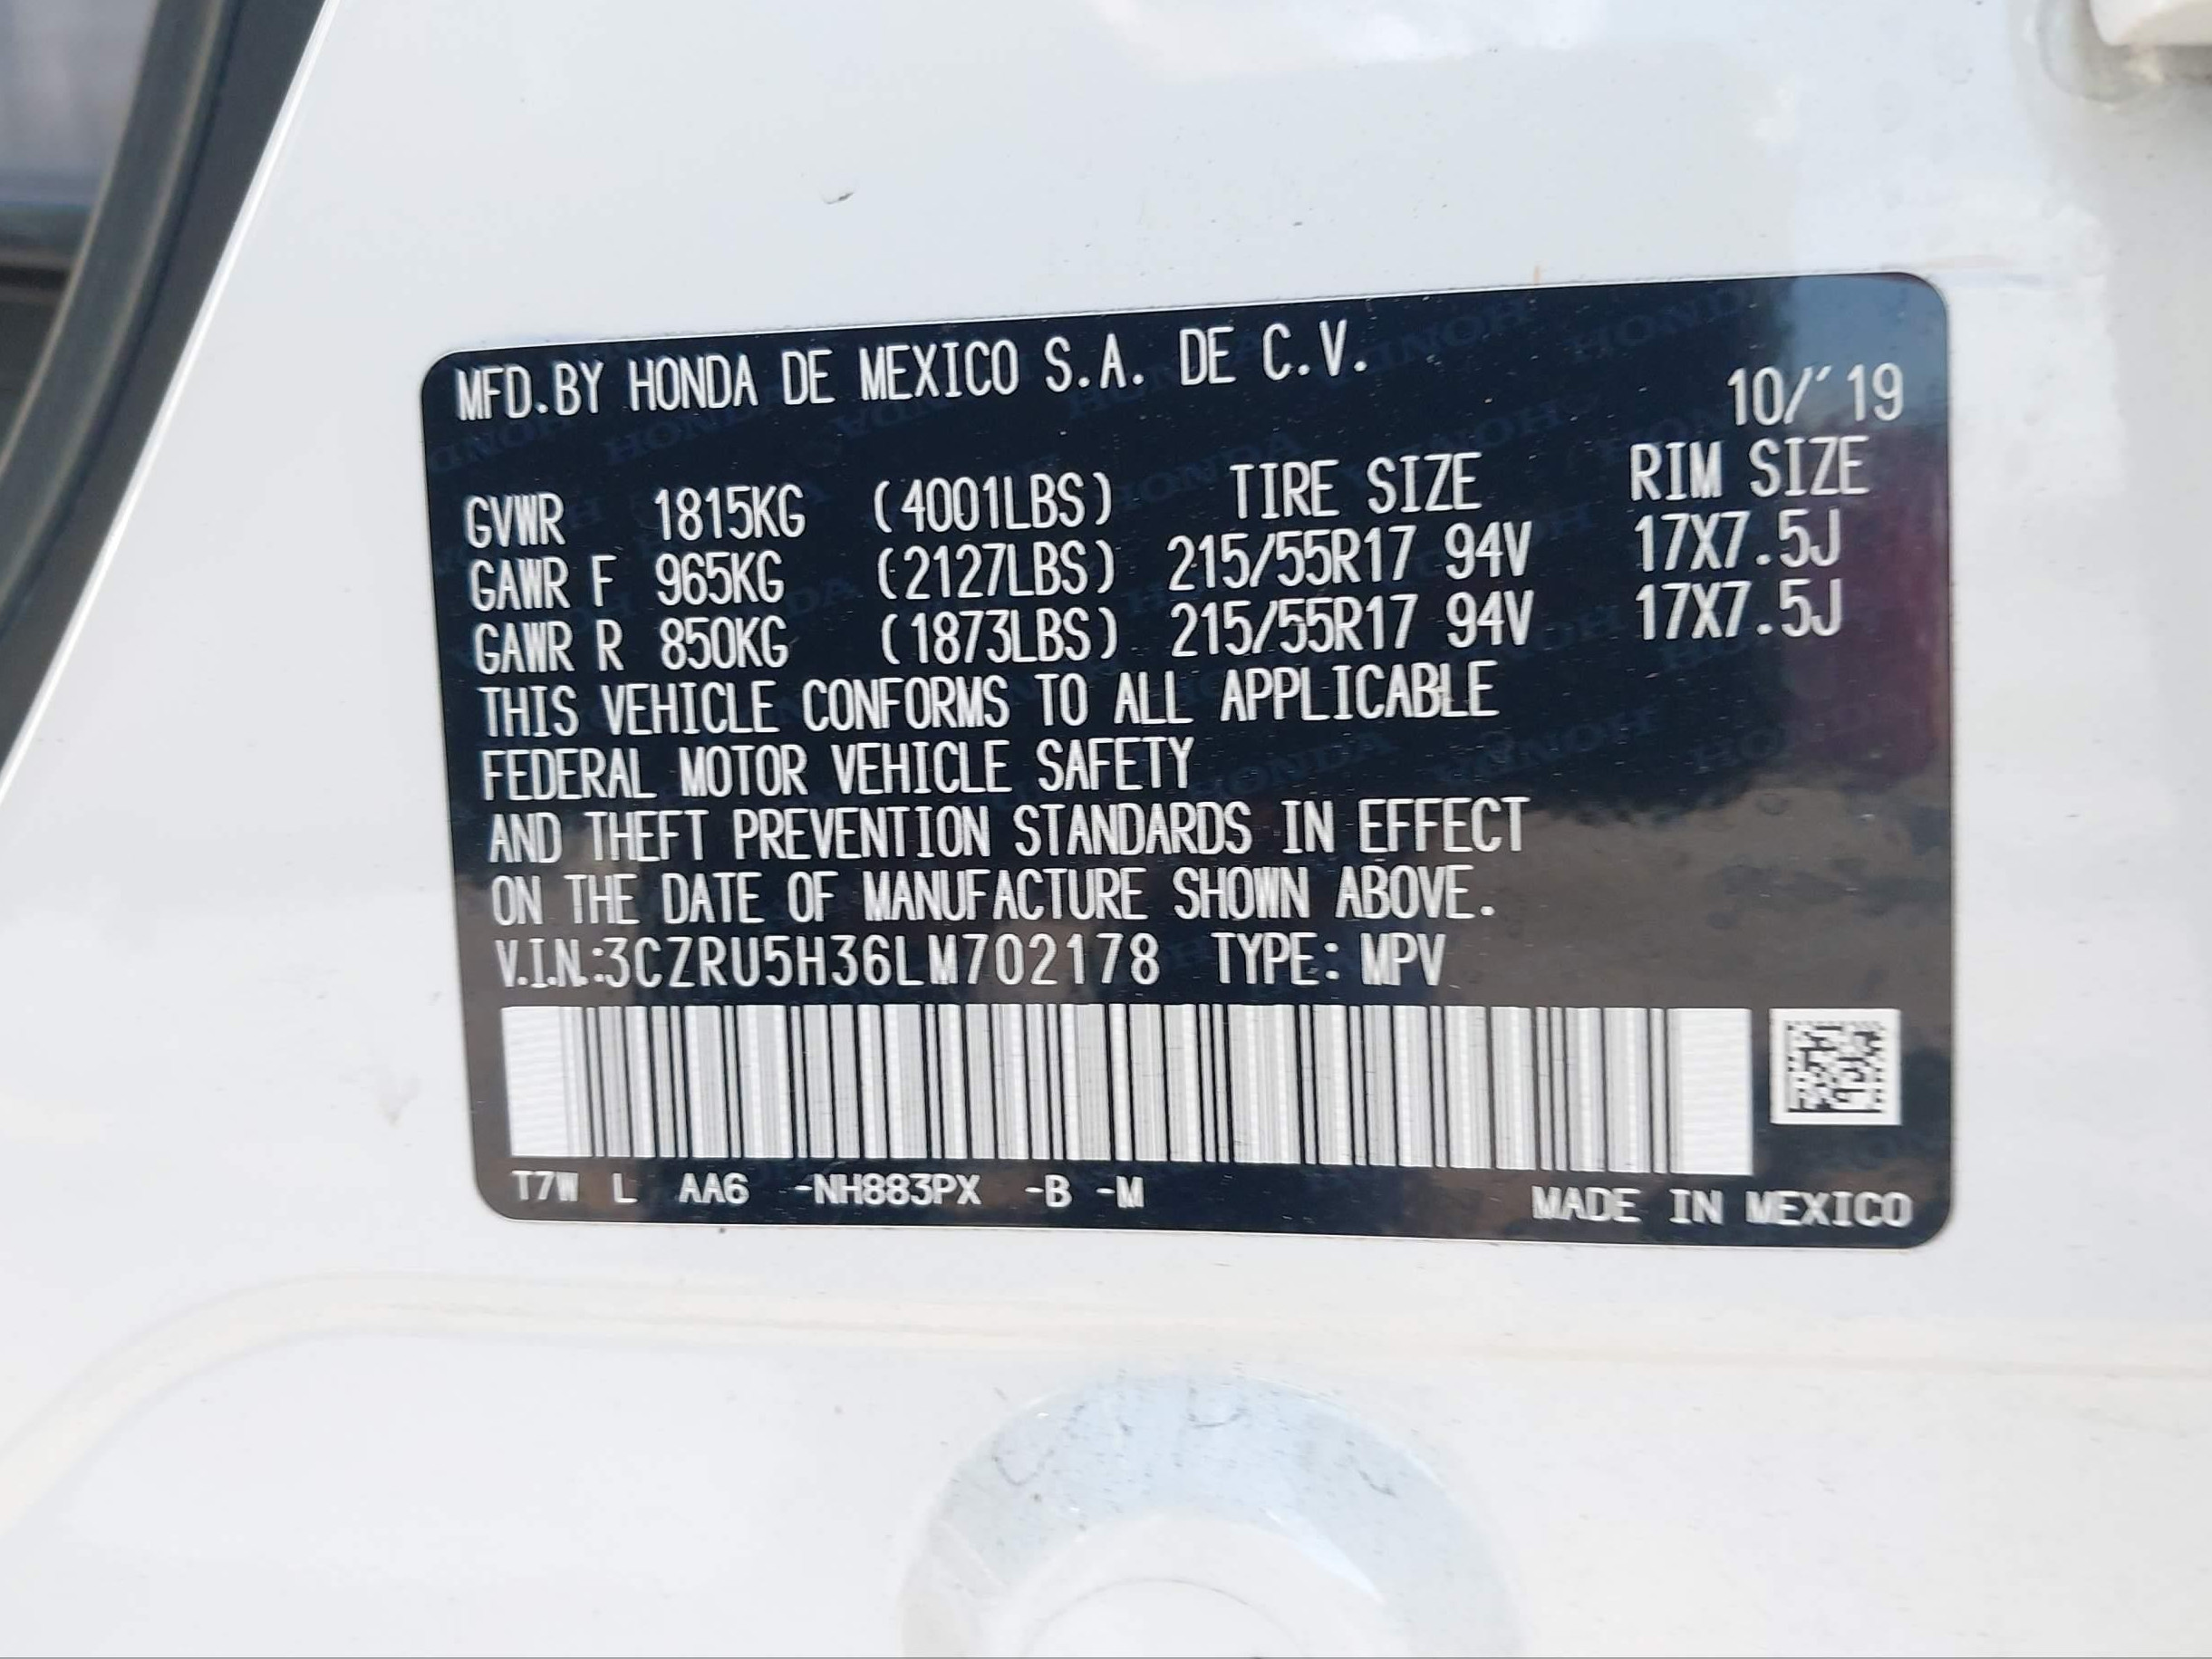 MFD.BY HONDA DE MEXICO S.A. DE C.V.
10/'19
GVWR 1815KG (4001LBS) TIRE SIZE RIM SIZE
GAWR F 965KG (2127LBS) 215/55R17 94V 17X7.5J
GAWR R 850KG (1873LBS) 215/55R17 94V 17X7.5J
THIS VEHICLE CONFORMS TO ALL APPLICABLE
FEDERAL MOTOR VEHICLE SAFETY
AND THEFT PREVENTION STANDARDS IN EFFECT
ON THE DATE OF MANUFACTURE SHOWN ABOVE.
V.I.N.:3CZRU5H36LM702178 TYPE: MPV
T7W L AA6 -NH883PX -B -M MADE IN MEXICO